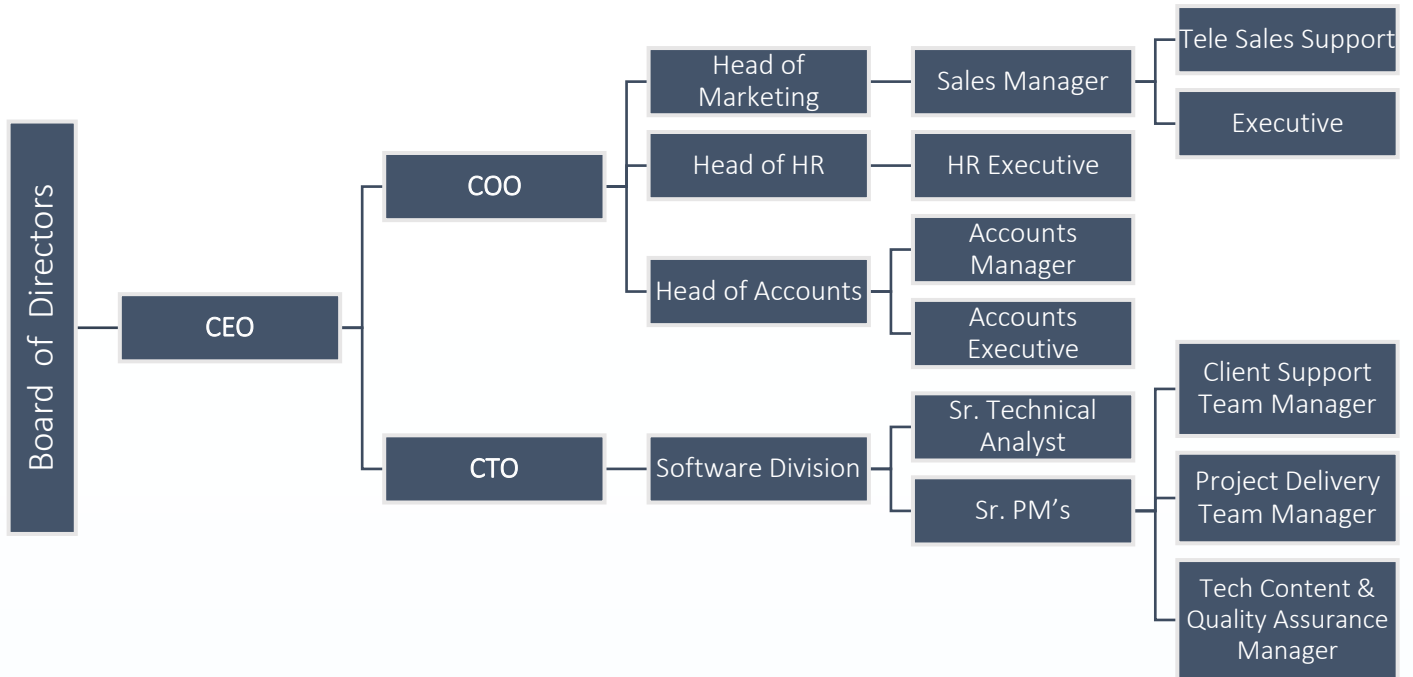 Board of Directors
CEO
COO
Head of
Marketing
Sales Manager
Tele Sales Support
Executive
Head of HR
HR Executive
Head of Accounts
Accounts
Manager
Accounts
Executive
CTO
Software Division
Sr. Technical
Analyst
Sr. PM’s
Client Support
Team Manager
Project Delivery
Team Manager
Tech Content &
Quality Assurance
Manager